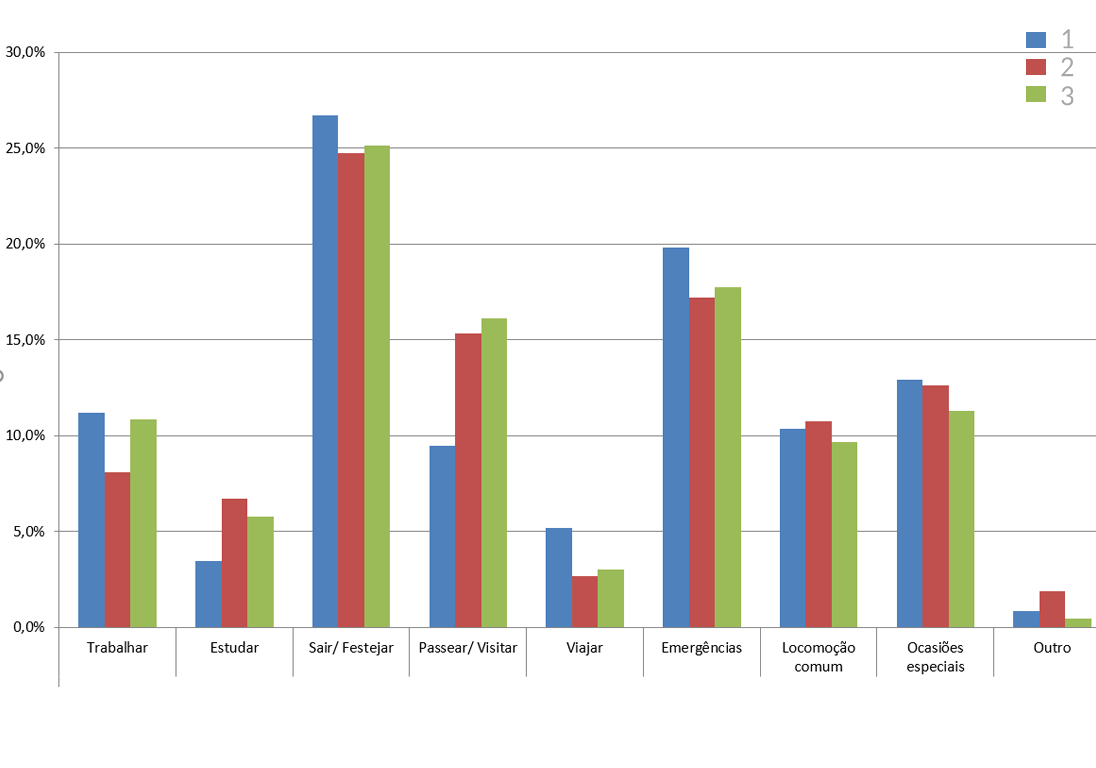 1
2
3
30,0%
25,0%
20,0%
15,0%
10,0%
5,0%
0,0%
Trabalhar
Estudar
Sair/ Festejar
Passear/ Visitar
Viajar
Emergências
Locomoção
comum
Ocasiões
especiais
Outro